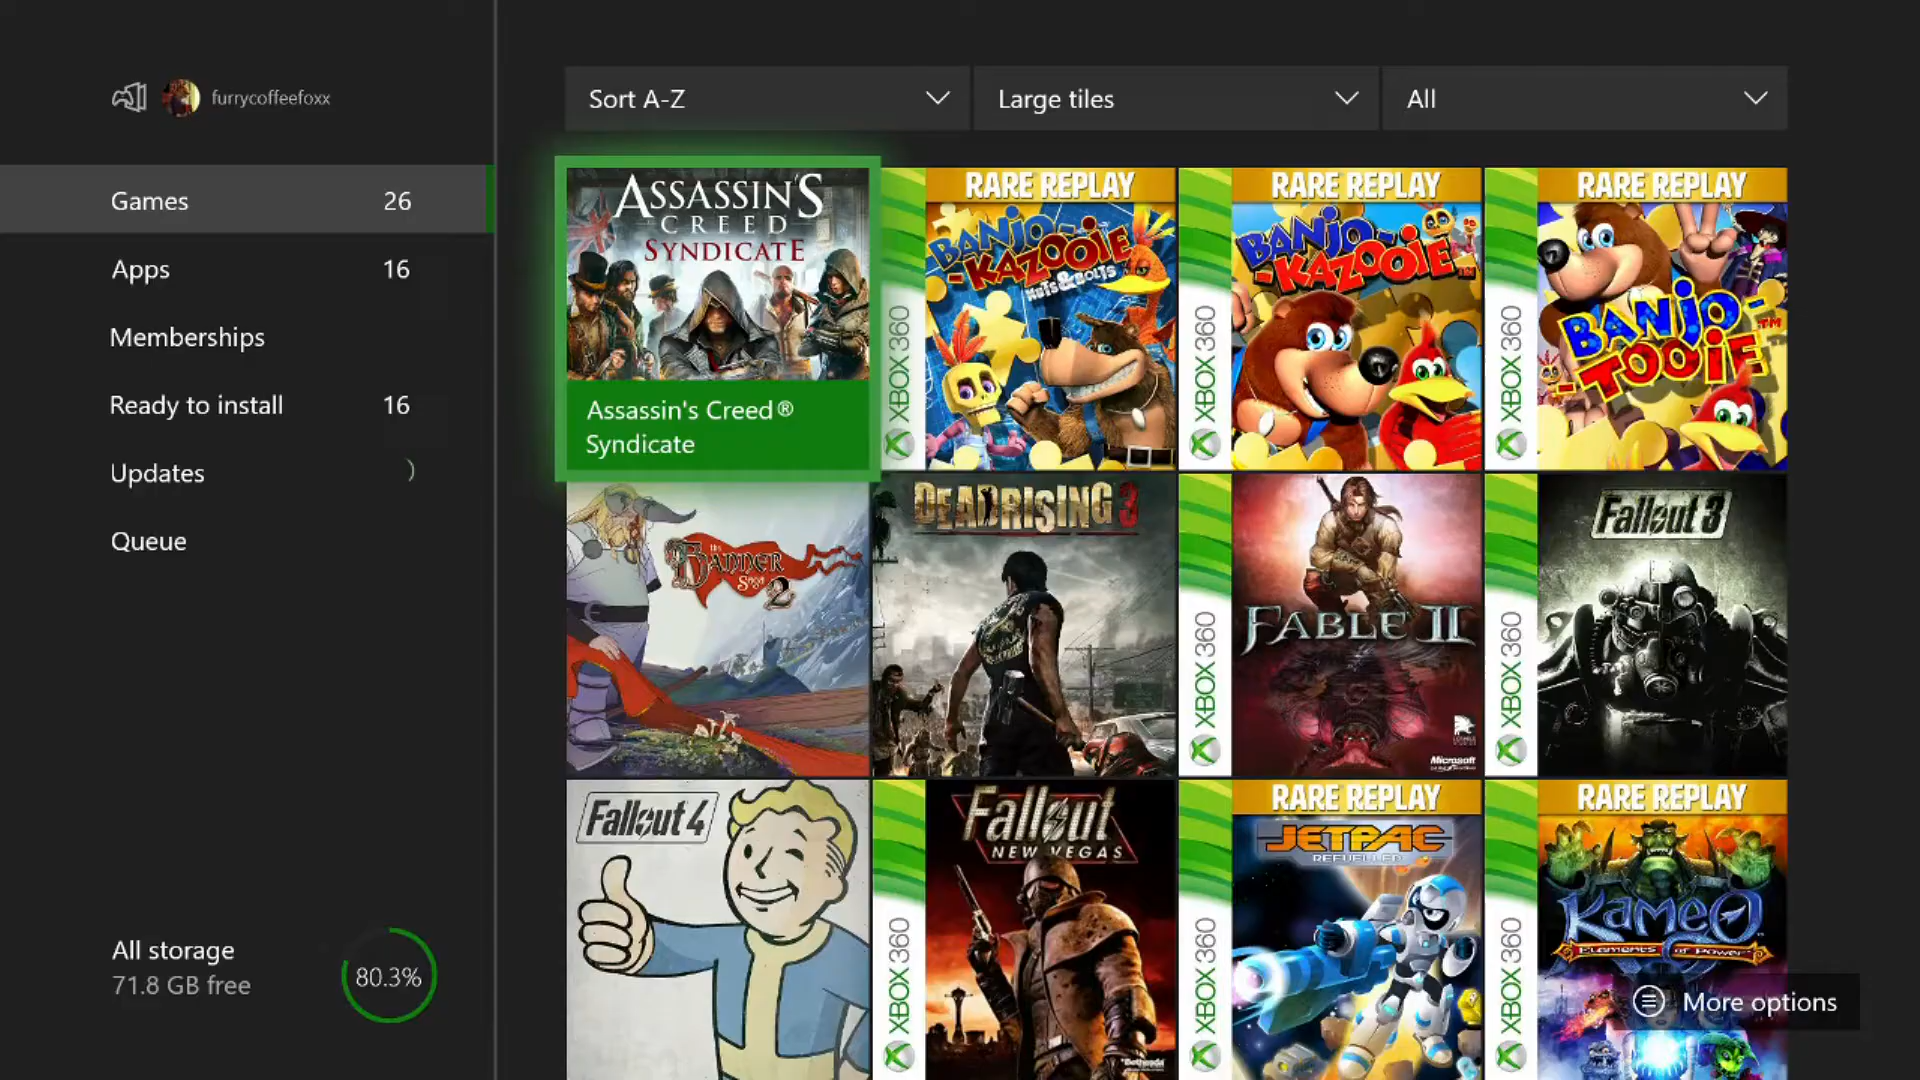 furrycoffeefoxx
Games 26
Apps 16
Memberships
Ready to install 16
Updates
Queue
All storage
71.8 GB free
80.3%
Sort A-Z
Large tiles
All
ASSASSIN'S
CREED
SYNDICATE
Assassin's Creed®
Syndicate
XBOX 360
RARE REPLAY
BANJO
-KAZOOIE
NUTS & BOLTS
XBOX 360
RARE REPLAY
BANJO-
-KAZOOIE™
XBOX 360
RARE REPLAY
BANJO-™
-TOOIE
the
BANNER
SAGA
2
DEADRISING 3
XBOX 360
FABLE II
Microsoft
XBOX 360
Fallout 3
Fallout 4
XBOX 360
Fallout
NEW VEGAS
Bethesda
XBOX 360
RARE REPLAY
JETPAC
REFUELLED
XBOX 360
RARE REPLAY
KAMEO
ELEMENTS OF POWER™
More options